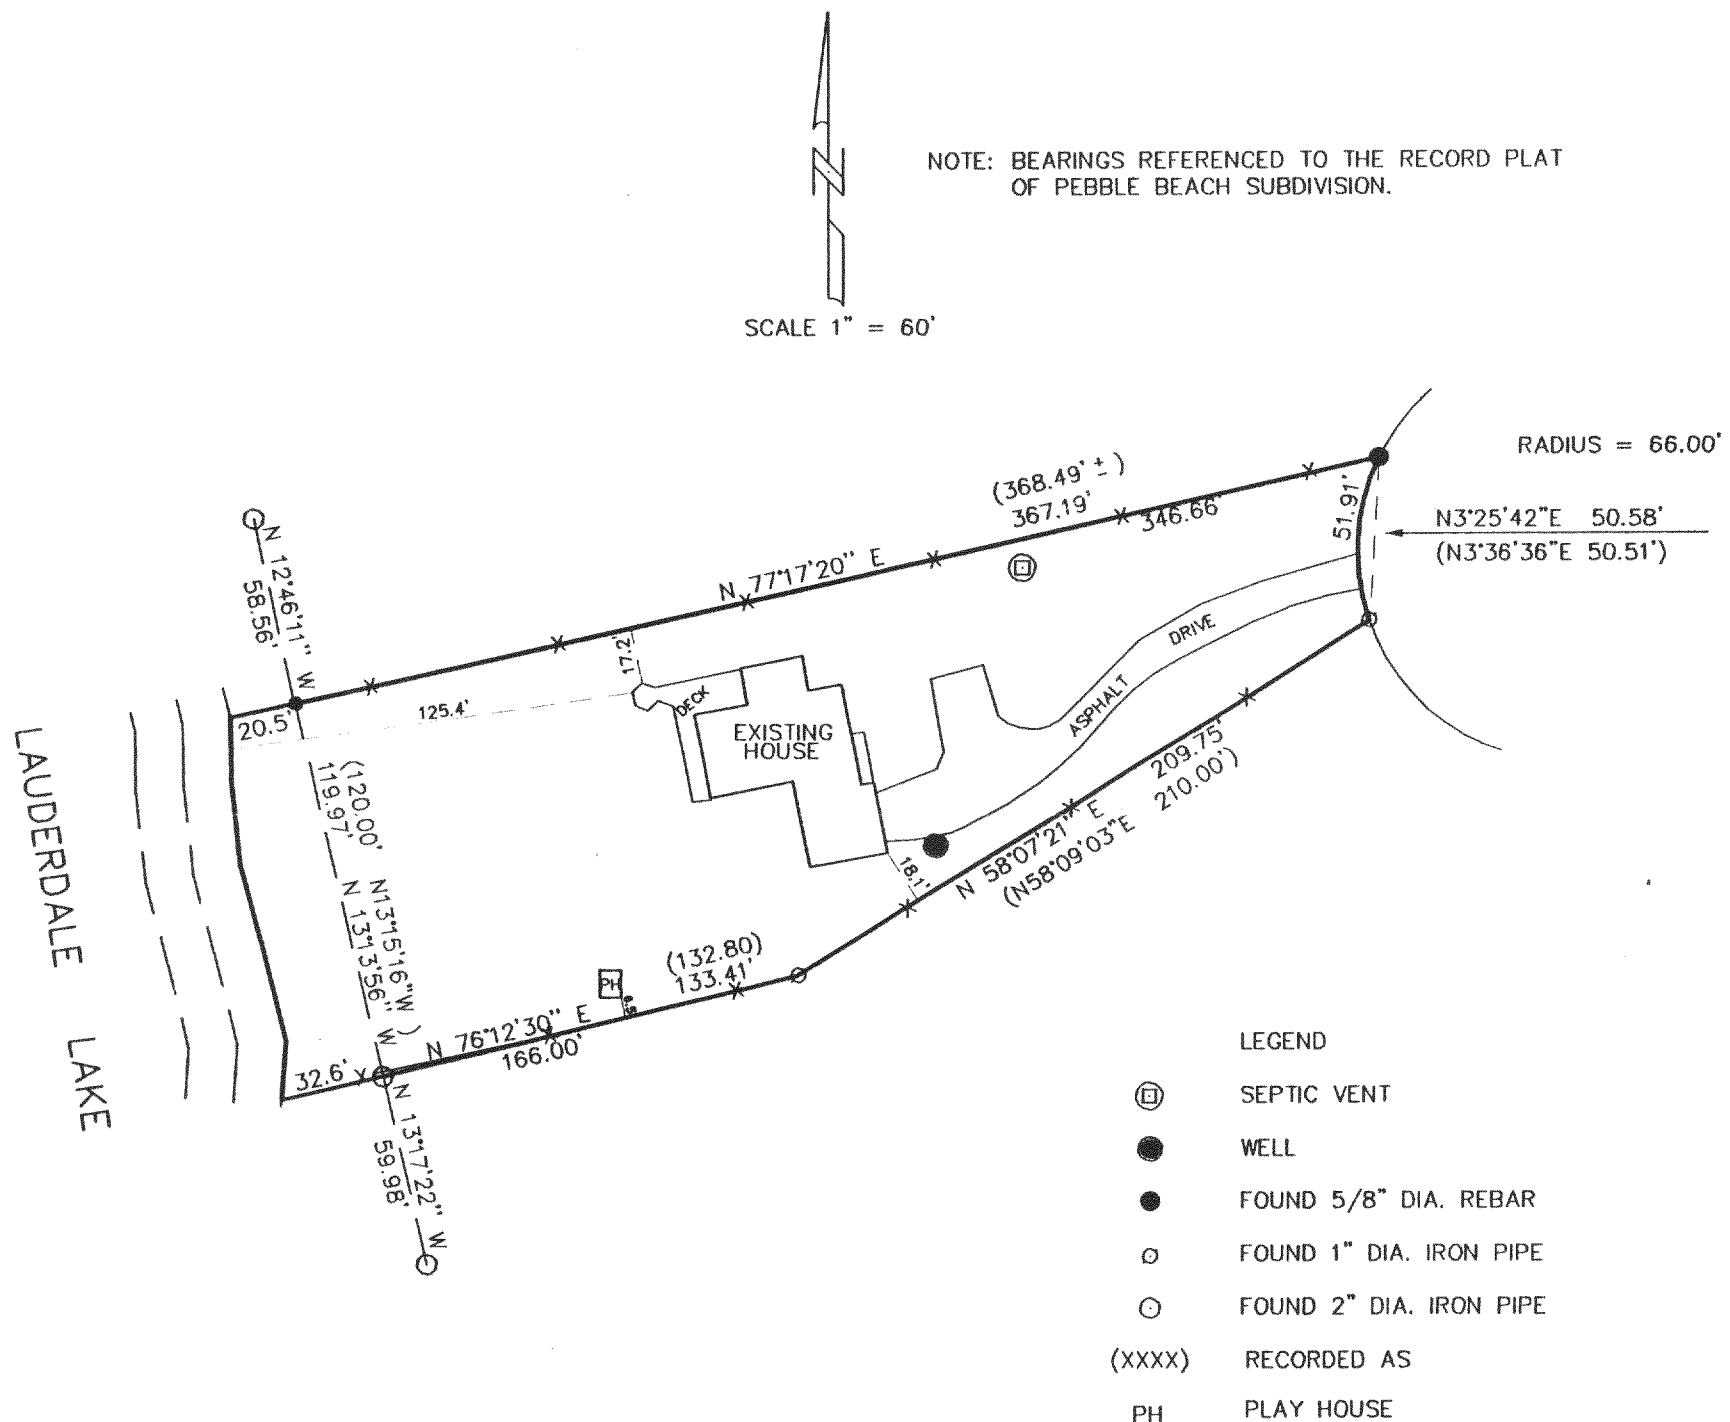 NOTE: BEARINGS REFERENCED TO THE RECORD PLAT
OF PEBBLE BEACH SUBDIVISION.
SCALE 1" = 60'
RADIUS = 66.00'
(368.49' ±)
367.19'
346.66'
N 77°17'20" E
51.91'
N3°25'42"E 50.58'
(N3°36'36"E 50.51')
N 12°46'11" W
58.56'
17.2'
20.5'
125.4'
DECK
EXISTING
HOUSE
DRIVE
ASPHALT
209.75'
210.00')
N 58°07'21" E
(N58°09'03"E
18.1'
LAUDERDALE
LAKE
(120.00' N13°15'16"W )
119.97' N 13°13'56" W
(132.80)
133.41'
PH
N 76°12'30" E
166.00'
32.6'
N 13°17'22" W
59.98'
LEGEND
SEPTIC VENT
WELL
FOUND 5/8" DIA. REBAR
FOUND 1" DIA. IRON PIPE
FOUND 2" DIA. IRON PIPE
(XXXX) RECORDED AS
PH PLAY HOUSE